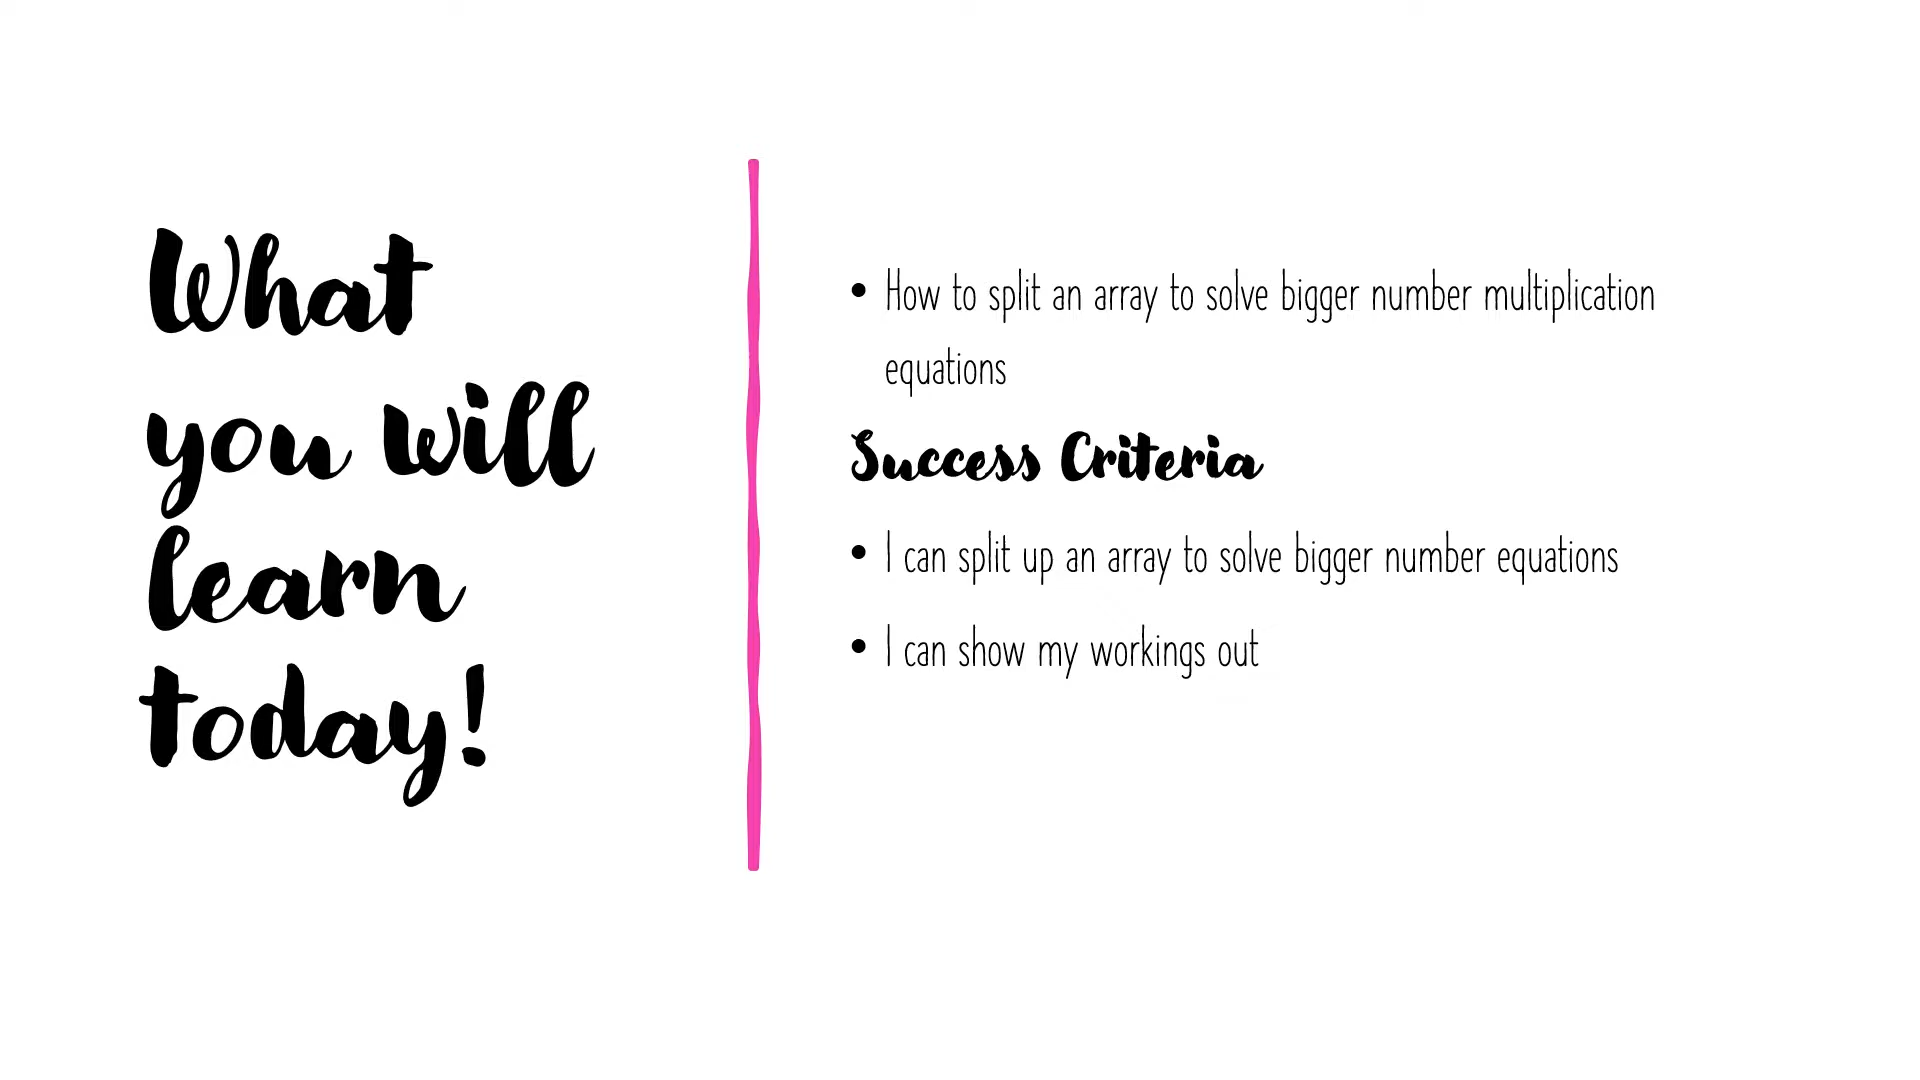 What
you will
learn
today!
• How to split an array to solve bigger number multiplication
equations
Success Criteria
• I can split up an array to solve bigger number equations
• I can show my workings out